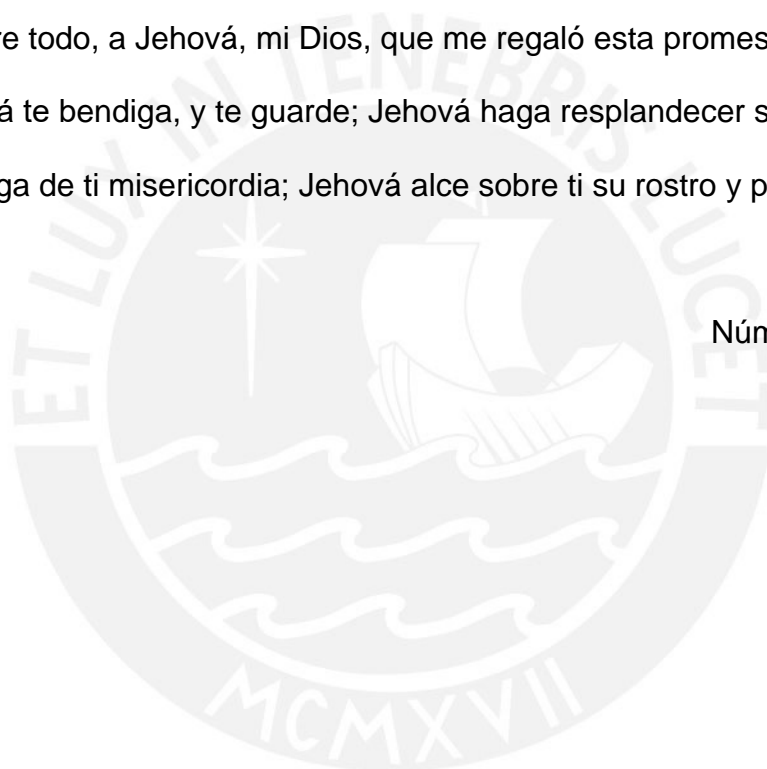 re todo, a Jehová, mi Dios, que me regaló esta promes
á te bendiga, y te guarde; Jehová haga resplandecer s
ga de ti misericordia; Jehová alce sobre ti su rostro y p
Núm
ET LUX IN TENEBRIS LUCET
MCMXVII